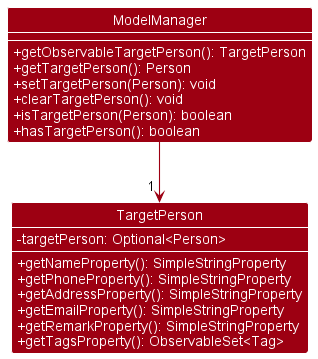 ModelManager
+getObservableTargetPerson(): TargetPerson
+getTargetPerson(): Person
+setTargetPerson(Person): void
+clearTargetPerson(): void
+isTargetPerson(Person): boolean
+hasTargetPerson(): boolean
1
TargetPerson
-targetPerson: Optional<Person>
+getNameProperty(): SimpleStringProperty
+getPhoneProperty(): SimpleStringProperty
+getAddressProperty(): SimpleStringProperty
+getEmailProperty(): SimpleStringProperty
+getRemarkProperty(): SimpleStringProperty
+getTagsProperty(): ObservableSet<Tag>